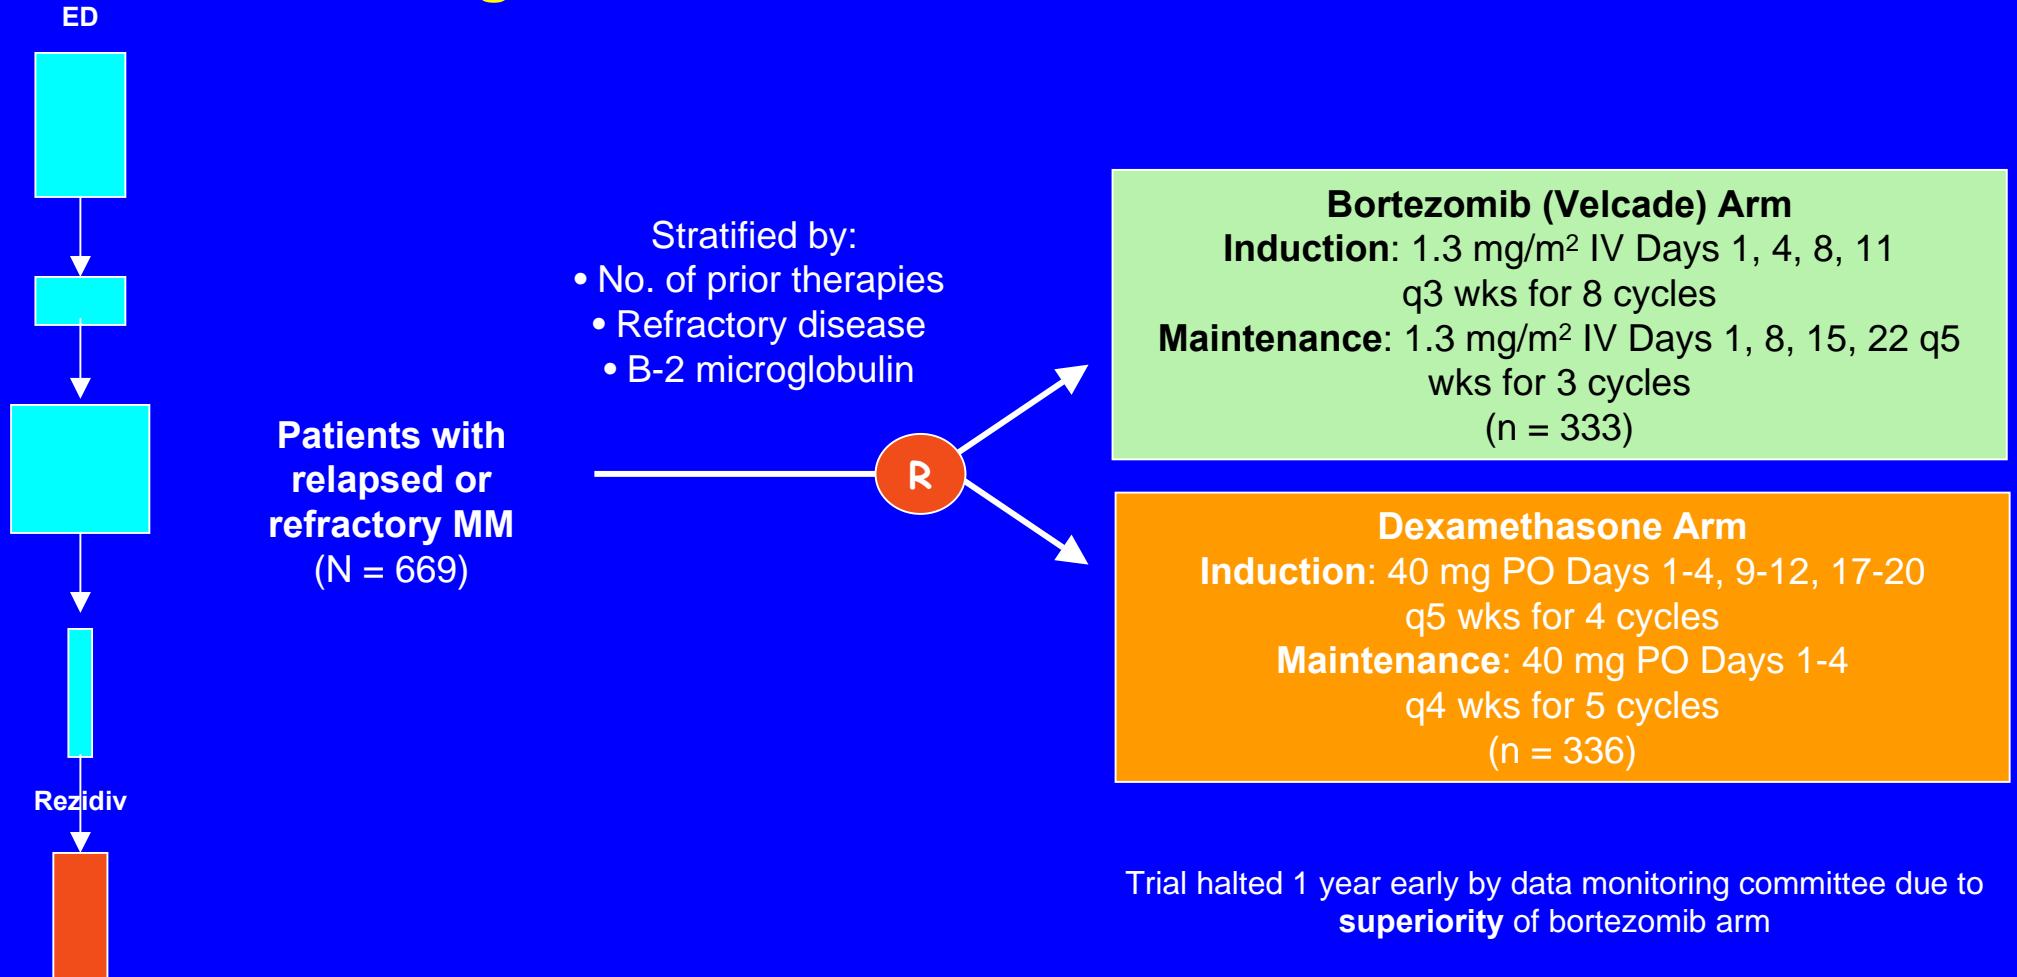 ED
Stratified by:
• No. of prior therapies
• Refractory disease
• B-2 microglobulin
Patients with
relapsed or
refractory MM
(N = 669)
R
Bortezomib (Velcade) Arm
Induction: 1.3 mg/m² IV Days 1, 4, 8, 11
q3 wks for 8 cycles
Maintenance: 1.3 mg/m² IV Days 1, 8, 15, 22 q5
wks for 3 cycles
(n = 333)
Dexamethasone Arm
Induction: 40 mg PO Days 1-4, 9-12, 17-20
q5 wks for 4 cycles
Maintenance: 40 mg PO Days 1-4
q4 wks for 5 cycles
(n = 336)
Rezidiv
Trial halted 1 year early by data monitoring committee due to
superiority of bortezomib arm